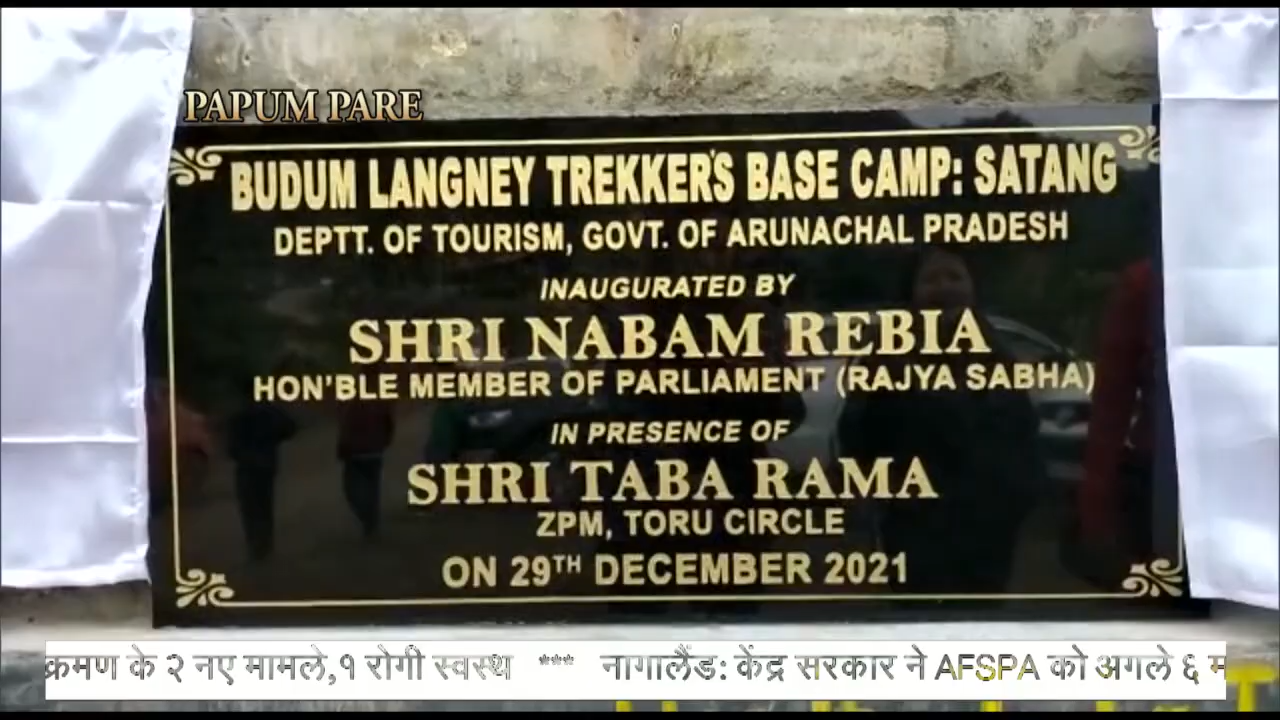 PAPUM PARE
BUDUM LANGNEY TREKKER'S BASE CAMP: SATANG
DEPTT. OF TOURISM, GOVT. OF ARUNACHAL PRADESH
INAUGURATED BY
SHRI NABAM REBIA
HON'BLE MEMBER OF PARLIAMENT (RAJYA SABHA)
IN PRESENCE OF
SHRI TABA RAMA
ZPM, TORU CIRCLE
ON 29TH DECEMBER 2021
क्रमण के २ नए मामले,१ रोगी स्वस्थ *** नागालैंड: केंद्र सरकार ने AFSPA को अगले ६